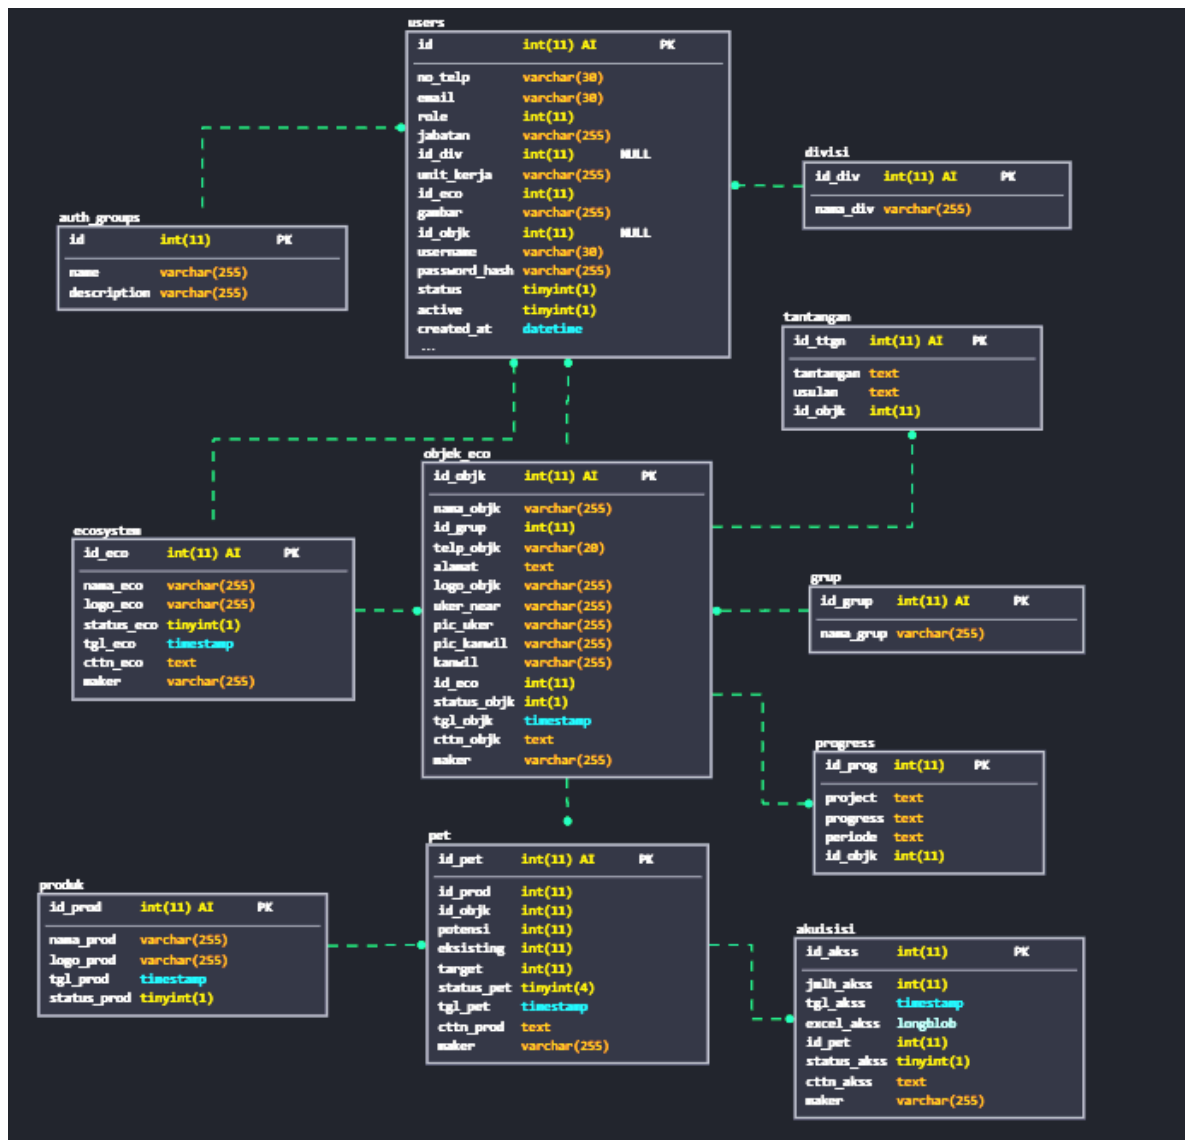 users
id int(11) AI PK
no_telp varchar(30)
email varchar(30)
role int(11)
jabatan varchar(255)
id_div int(11) NULL
unit_kerja varchar(255)
id_eco int(11)
gambar varchar(255)
id_objk int(11) NULL
username varchar(30)
password_hash varchar(255)
status tinyint(1)
active tinyint(1)
created_at datetime
...
divisi
id_div int(11) AI PK
nama_div varchar(255)
auth_groups
id int(11) PK
name varchar(255)
description varchar(255)
tantangan
id_ttgn int(11) AI PK
tantangan text
usulan text
id_objk int(11)
objek_eco
id_objk int(11) AI PK
nama_objk varchar(255)
id_grup int(11)
telp_objk varchar(20)
alamat text
logo_objk varchar(255)
uker_near varchar(255)
pic_uker varchar(255)
pic_kanwil varchar(255)
kanwil varchar(255)
id_eco int(11)
status_objk int(1)
tgl_objk timestamp
cttn_objk text
maker varchar(255)
ecosystem
id_eco int(11) AI PK
nama_eco varchar(255)
logo_eco varchar(255)
status_eco tinyint(1)
tgl_eco timestamp
cttn_eco text
maker varchar(255)
grup
id_grup int(11) AI PK
nama_grup varchar(255)
progress
id_prog int(11) PK
project text
progress text
periode text
id_objk int(11)
pet
id_pet int(11) AI PK
id_prod int(11)
id_objk int(11)
potensi int(11)
eksisting int(11)
target int(11)
status_pet tinyint(4)
tgl_pet timestamp
cttn_prod text
maker varchar(255)
produk
id_prod int(11) AI PK
nama_prod varchar(255)
logo_prod varchar(255)
tgl_prod timestamp
status_prod tinyint(1)
akuisisi
id_akss int(11) PK
jmlh_akss int(11)
tgl_akss timestamp
excel_akss longblob
id_pet int(11)
status_akss tinyint(1)
cttn_akss text
maker varchar(255)